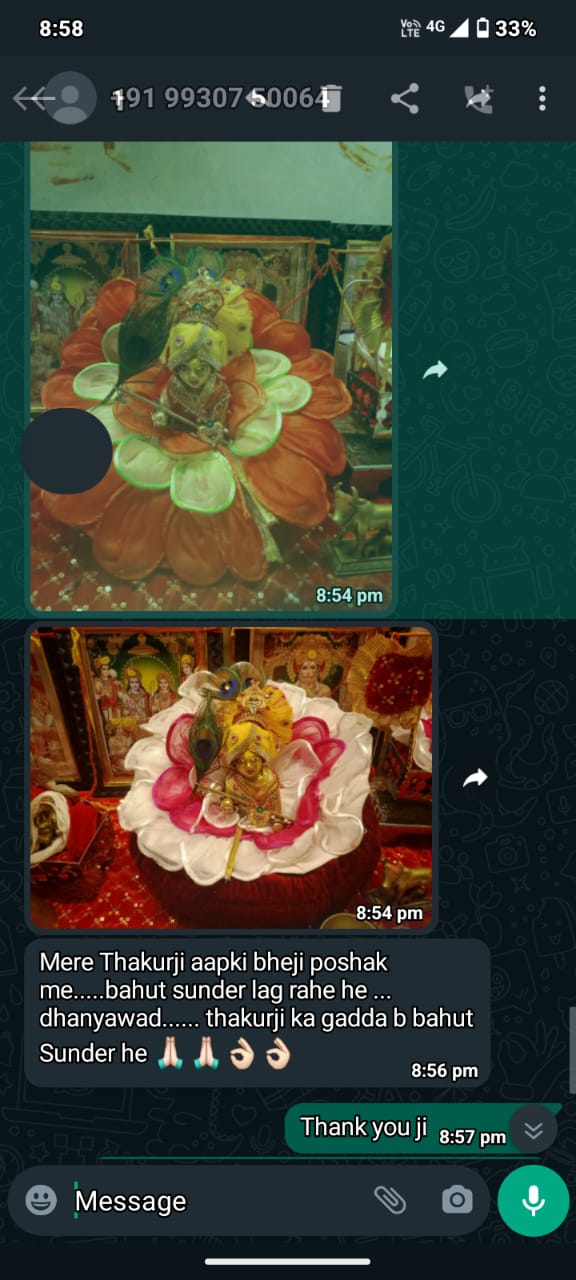 8:58
Vo LTE 4G 33%
+91 99307 50064
8:54 pm
8:54 pm
Mere Thakurji aapki bheji poshak
me.....bahut sunder lag rahe he ...
dhanyawad...... thakurji ka gadda b bahut
Sunder he 🙏🏻 🙏🏻 👌🏻 👌🏻
8:56 pm
Thank you ji 8:57 pm
Message